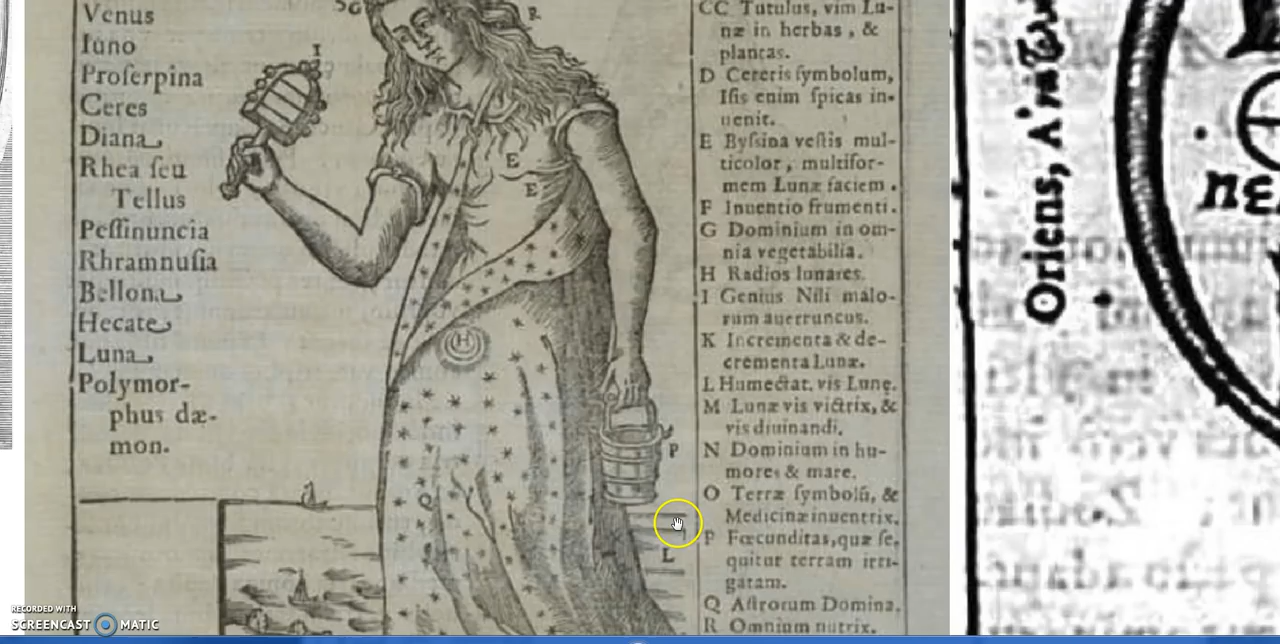 Venus
Iuno
Proserpina
Ceres
Diana
Rhea seu
Tellus
Pessinuncia
Rhramnusia
Bellona
Hecate
Luna
Polymor-
phus dæ-
mon.
I
R
E
E
H
P
Q
L
CC Tutulus, vim Lu-
næ in herbas, &
plantas.
D Cereris symbolum,
Isis enim spicas in-
uenit.
E Byssina vestis mul-
ticolor, multifor-
mem Lunæ faciem.
F Inuentio frumenti.
G Dominium in om-
nia vegetabilia.
H Radios lunares.
I Genius Nili malo-
rum auerruncus.
K Incrementa & de-
crementa Lunæ.
L Humectat. vis Lunę.
M Lunæ vis victrix, &
vis diuinandi.
N Dominium in hu-
mores & mare.
O Terræ symbolũ, &
Medicinæ inuentrix.
P Fœcunditas, quæ se-
quitur terram irri-
gatam.
Q Astrorum Domina.
R Omnium nutrix.
Oriens,
RECORDED WITH
SCREENCAST MATIC